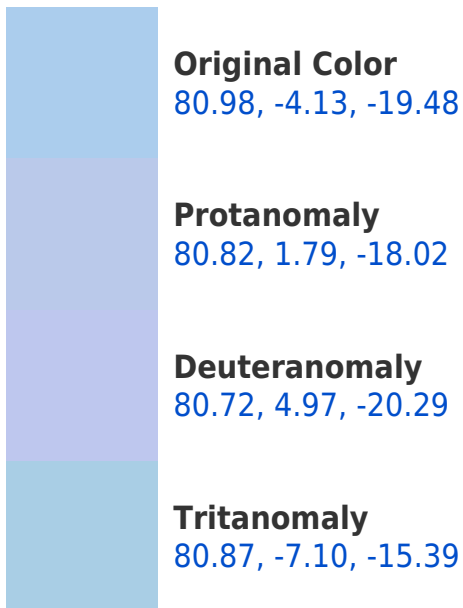 Original Color
80.98, -4.13, -19.48
Protanomaly
80.82, 1.79, -18.02
Deuteranomaly
80.72, 4.97, -20.29
Tritanomaly
80.87, -7.10, -15.39